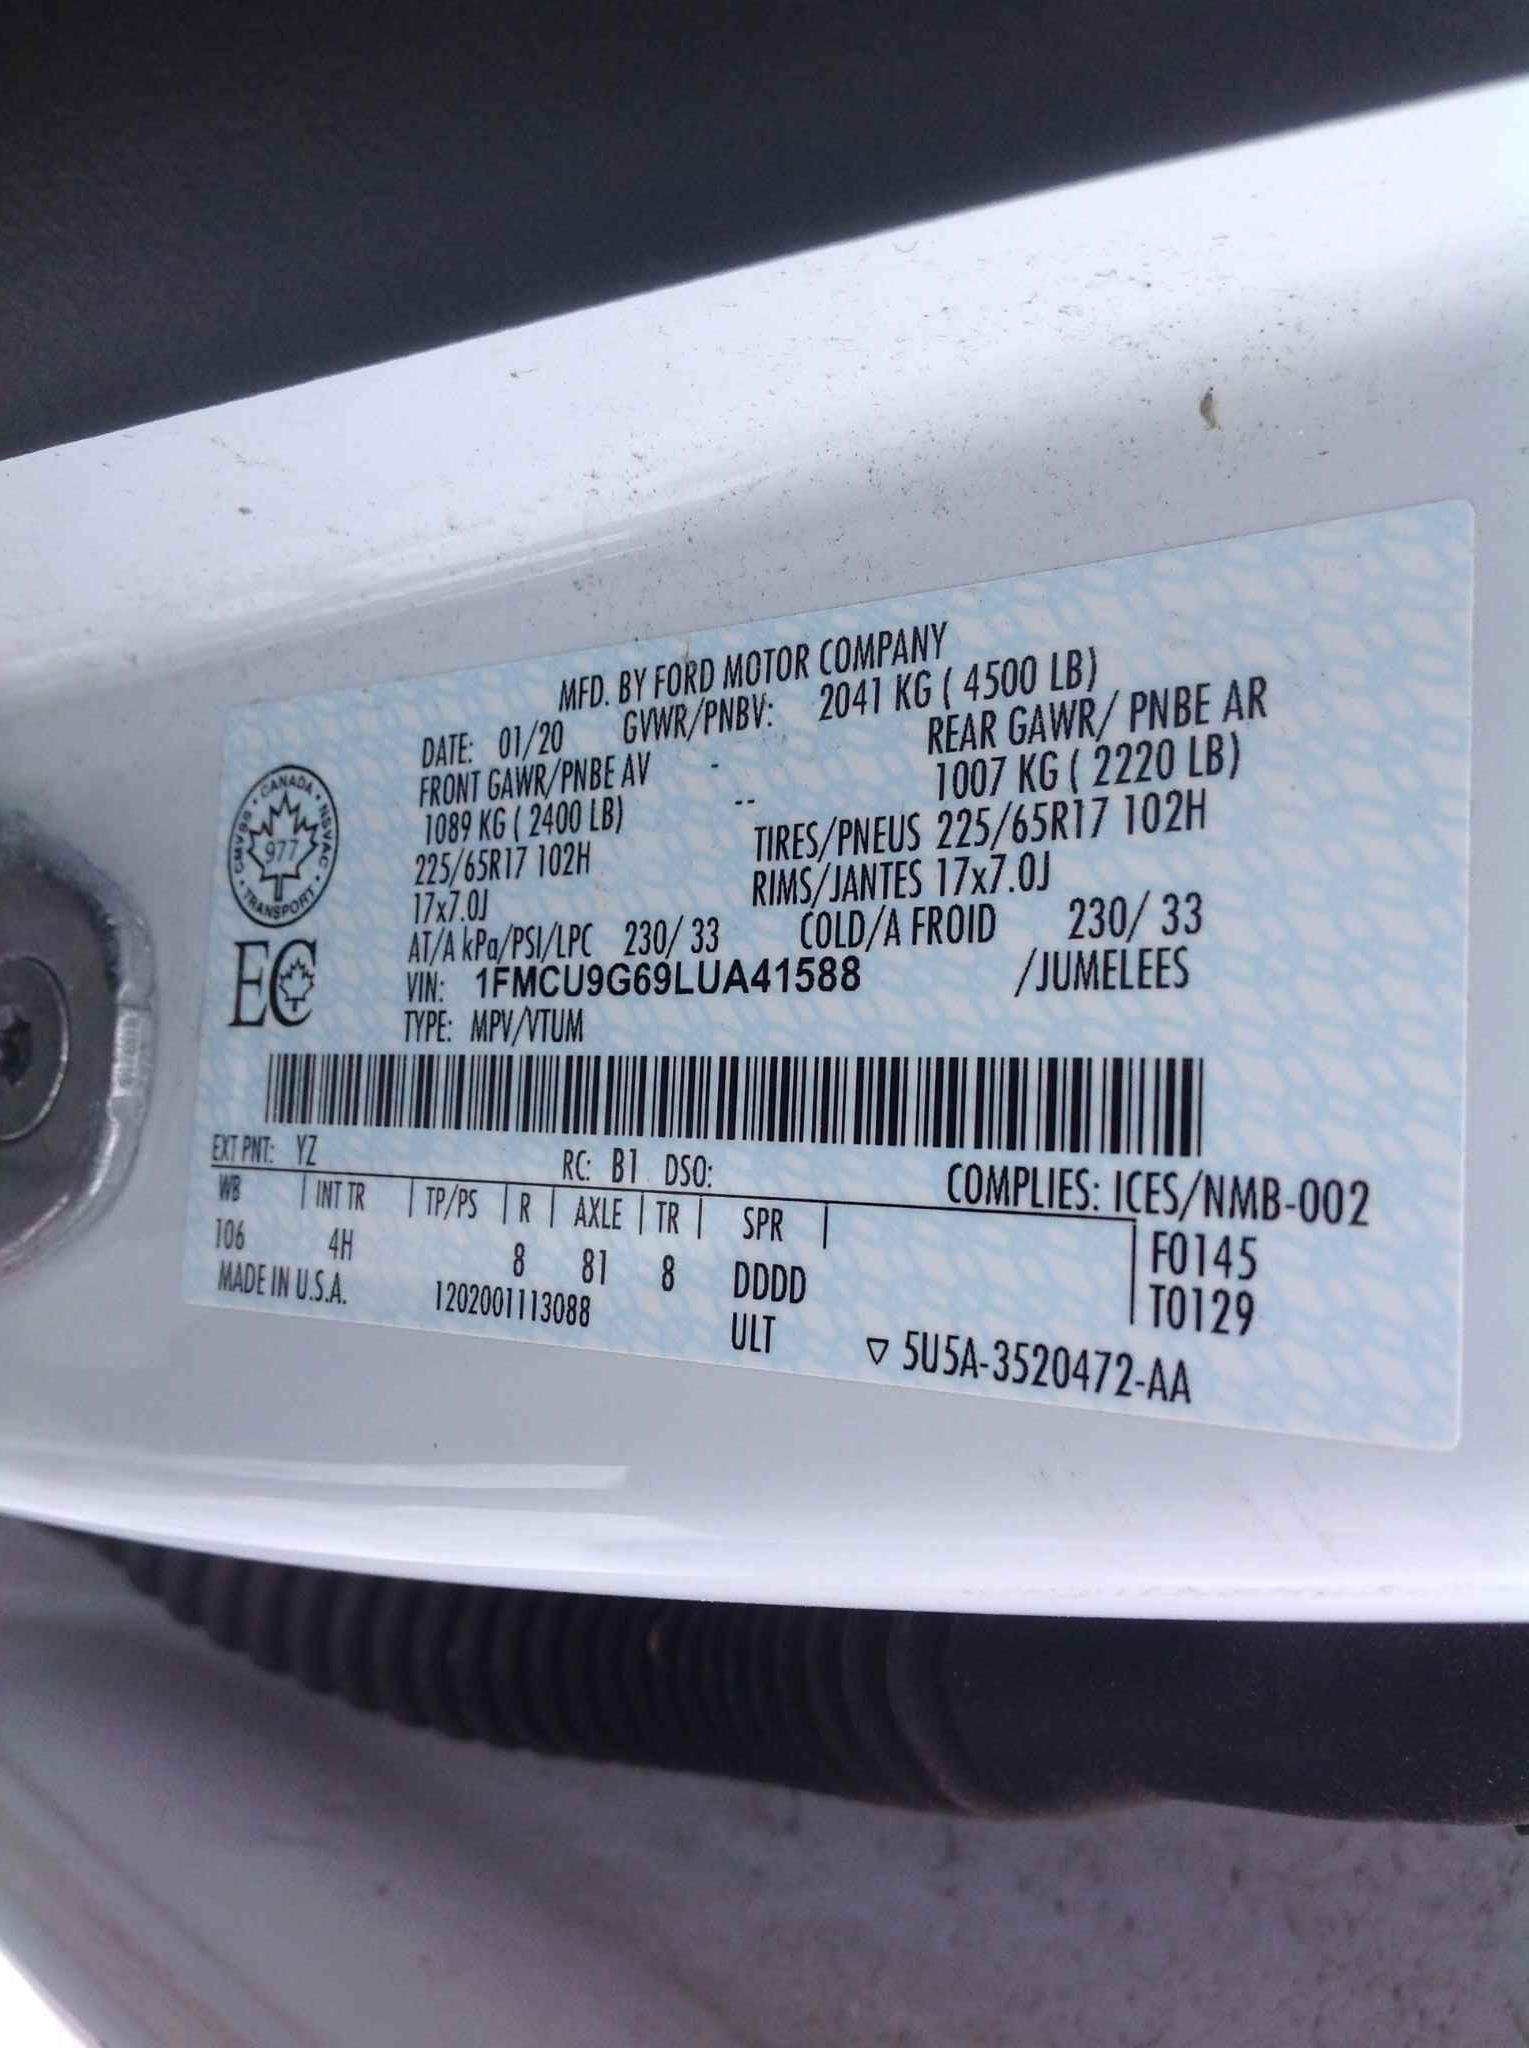 MFD. BY FORD MOTOR COMPANY
DATE: 01/20 GVWR/PNBV: 2041 KG ( 4500 LB)
FRONT GAWR/PNBE AV - REAR GAWR/ PNBE AR
1089 KG ( 2400 LB) -- 1007 KG ( 2220 LB)
225/65R17 102H TIRES/PNEUS 225/65R17 102H
17x7.0J RIMS/JANTES 17x7.0J
AT/A kPa/PSI/LPC 230/ 33 COLD/A FROID 230/ 33
VIN: 1FMCU9G69LUA41588 /JUMELEES
TYPE: MPV/VTUM
CANADA
CMVSS NSVAC
977
TRANSPORT
EC
EXT PNT: YZ RC: B1 DSO: COMPLIES: ICES/NMB-002
WB | INT TR | TP/PS | R | AXLE | TR | SPR | F0145
106 4H 8 81 8 DDDD T0129
MADE IN U.S.A. 1202001113088 ULT ▽ 5U5A-3520472-AA